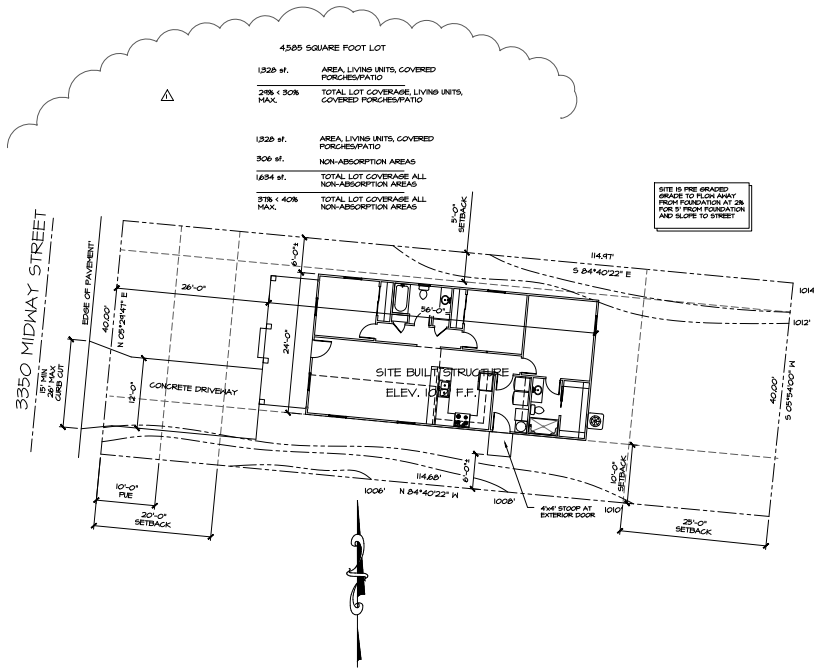 4,585 SQUARE FOOT LOT
1,328 sf. AREA, LIVING UNITS, COVERED
PORCHES/PATIO
29% < 30% TOTAL LOT COVERAGE, LIVING UNITS,
MAX. COVERED PORCHES/PATIO
1
1,328 sf. AREA, LIVING UNITS, COVERED
PORCHES/PATIO
306 sf. NON-ABSORPTION AREAS
1,634 sf. TOTAL LOT COVERAGE ALL
NON-ABSORPTION AREAS
37% < 40% TOTAL LOT COVERAGE ALL
MAX. NON-ABSORPTION AREAS
SITE IS PRE GRADED
GRADE TO FLOW AWAY
FROM FOUNDATION AT 2%
FOR 5' FROM FOUNDATION
AND SLOPE TO STREET
5'-0"
SETBACK
6'-0"±
114.97'
S 84°40'22" E
1014
1012'
3350 MIDWAY STREET
EDGE OF PAVEMENT
40.00'
N 05°29'47" E
26'-0"
56'-0"
24'-0"
SITE BUILT STRUCTURE
ELEV. F.F.
CONCRETE DRIVEWAY
12'-0"
15' MIN
26' MAX
CURB CUT
40.00'
S 05°54'00" W
10'-0"
SETBACK
6'-0"±
114.68'
N 84°40'22" W
1006'
1008'
1010'
4'x4' STOOP AT
EXTERIOR DOOR
10'-0"
PUE
20'-0"
SETBACK
25'-0"
SETBACK